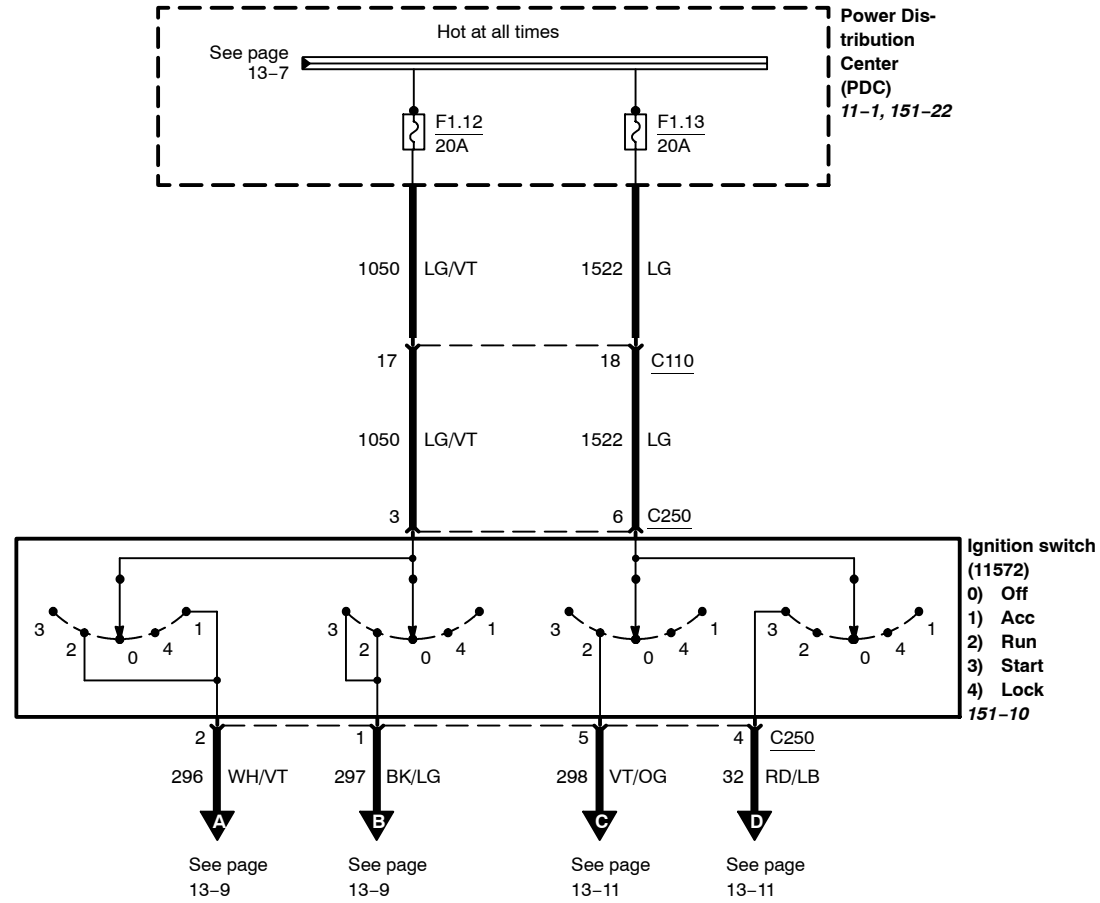 Hot at all times
See page
13−7
Power Dis-
tribution
Center
(PDC)
11−1, 151−22
F1.12
20A
F1.13
20A
1050 LG/VT
1522 LG
17
18 C110
1050 LG/VT
1522 LG
3
6 C250
Ignition switch
(11572)
0) Off
1) Acc
2) Run
3) Start
4) Lock
151−10
3 2 0 4 1
3 2 0 4 1
3 2 0 4 1
3 2 0 4 1
2 1 5 4 C250
296 WH/VT
297 BK/LG
298 VT/OG
32 RD/LB
A B C D
See page
13−9
See page
13−9
See page
13−11
See page
13−11